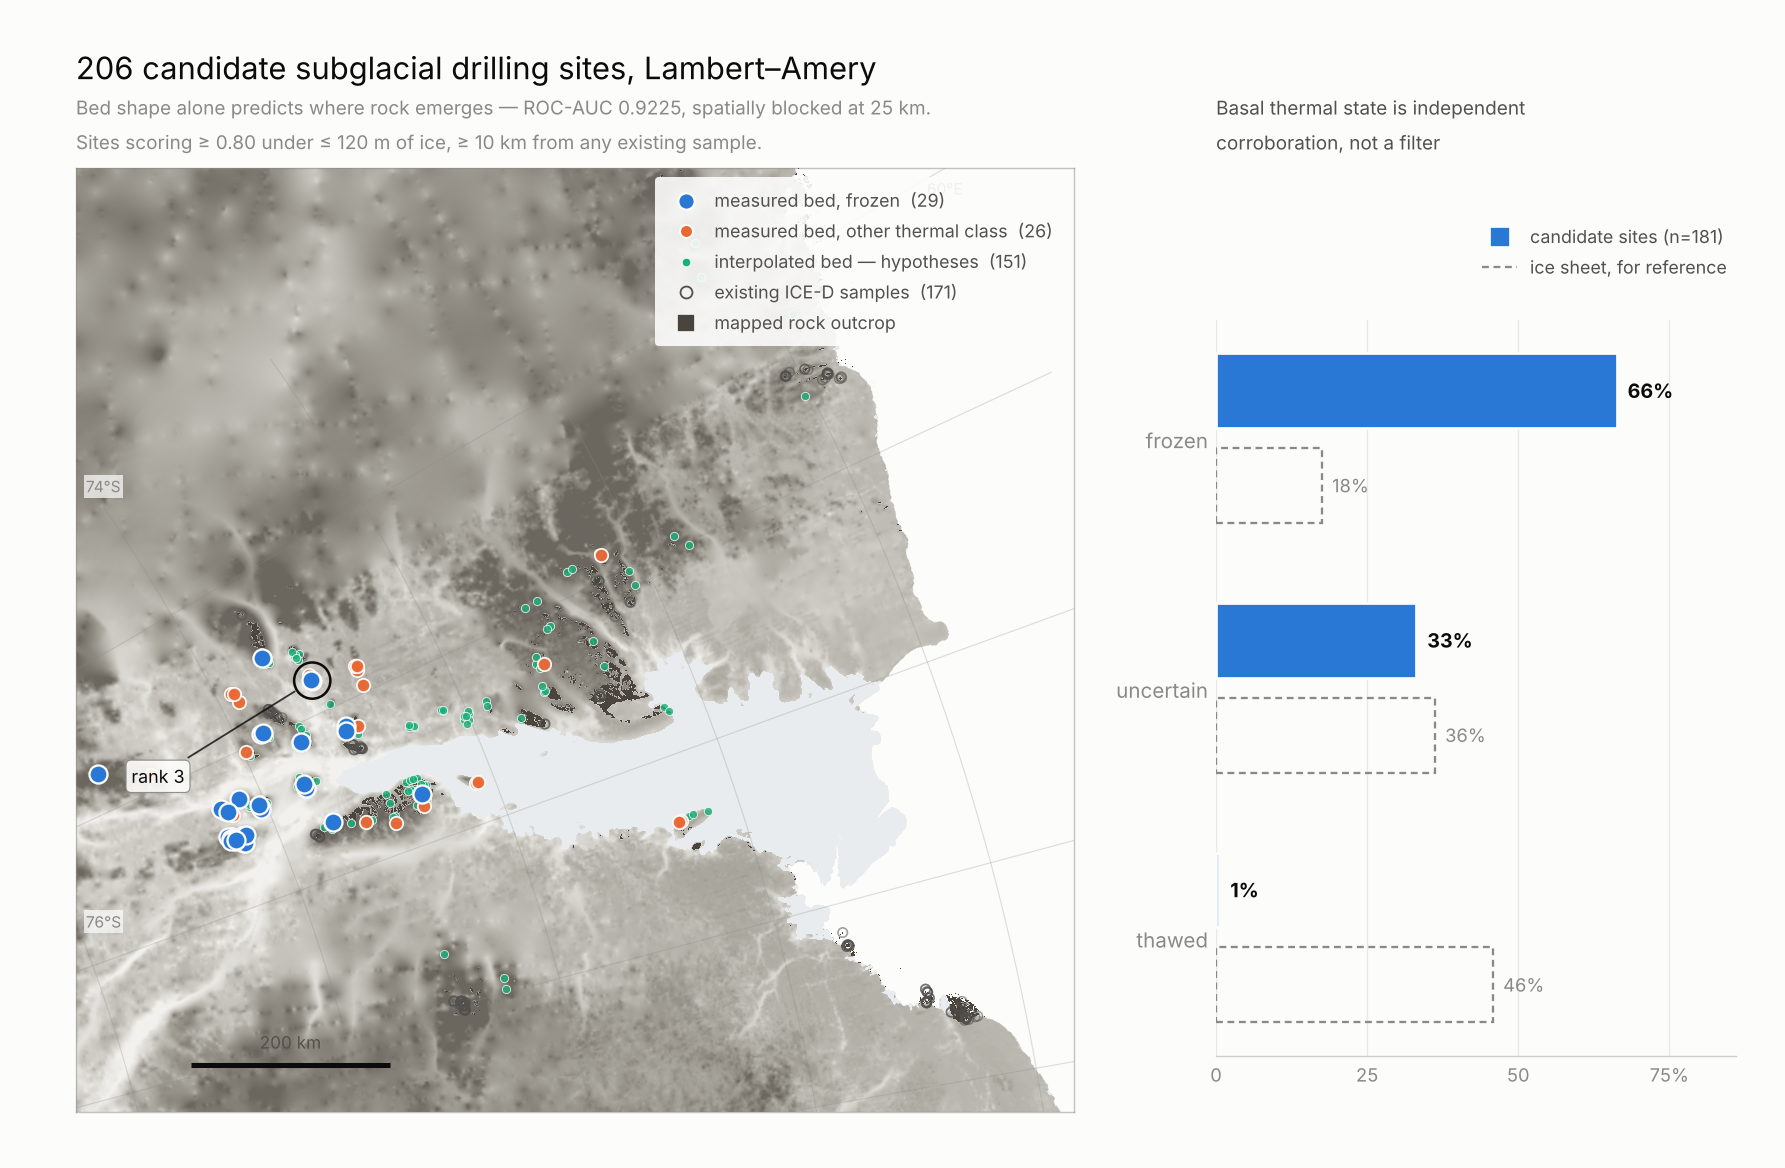 206 candidate subglacial drilling sites, Lambert–Amery
Bed shape alone predicts where rock emerges — ROC-AUC 0.9225, spatially blocked at 25 km.
Sites scoring ≥ 0.80 under ≤ 120 m of ice, ≥ 10 km from any existing sample.
60°E
measured bed, frozen (29)
measured bed, other thermal class (26)
interpolated bed — hypotheses (151)
existing ICE-D samples (171)
mapped rock outcrop
74°S
rank 3
76°S
200 km
Basal thermal state is independent
corroboration, not a filter
candidate sites (n=181)
ice sheet, for reference
frozen
66%
18%
uncertain
33%
36%
thawed
1%
46%
0
25
50
75%